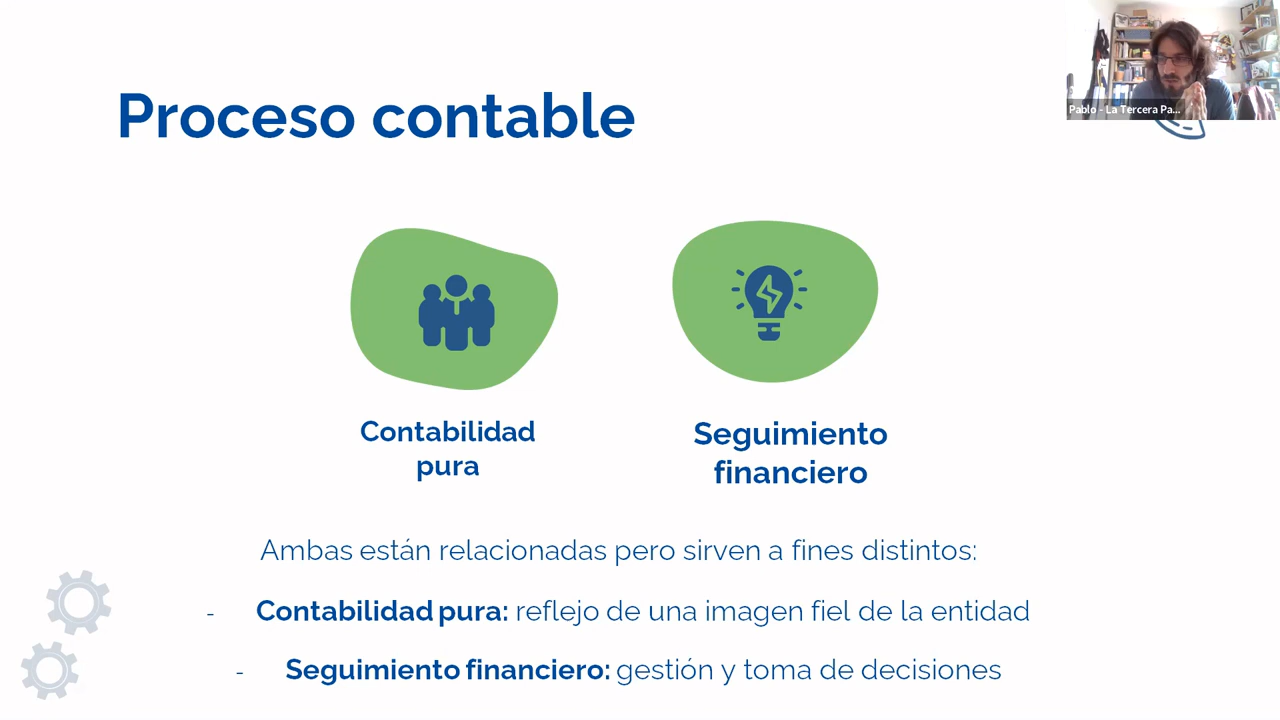 Proceso contable
Pablo - La Tercera Pa...
Contabilidad
pura
Seguimiento
financiero
Ambas están relacionadas pero sirven a fines distintos:
- Contabilidad pura: reflejo de una imagen fiel de la entidad
- Seguimiento financiero: gestión y toma de decisiones